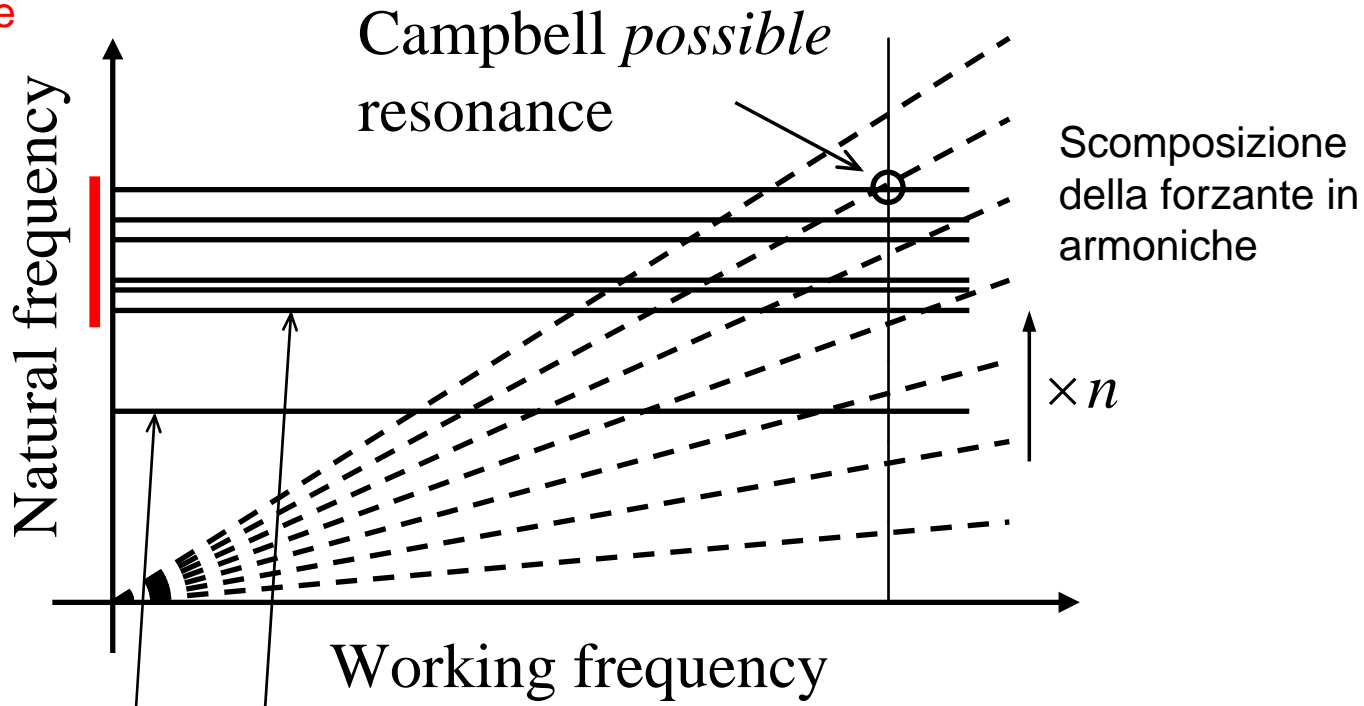 e
Campbell possible
resonance
Natural frequency
Scomposizione
della forzante in
armoniche
×n
Working frequency